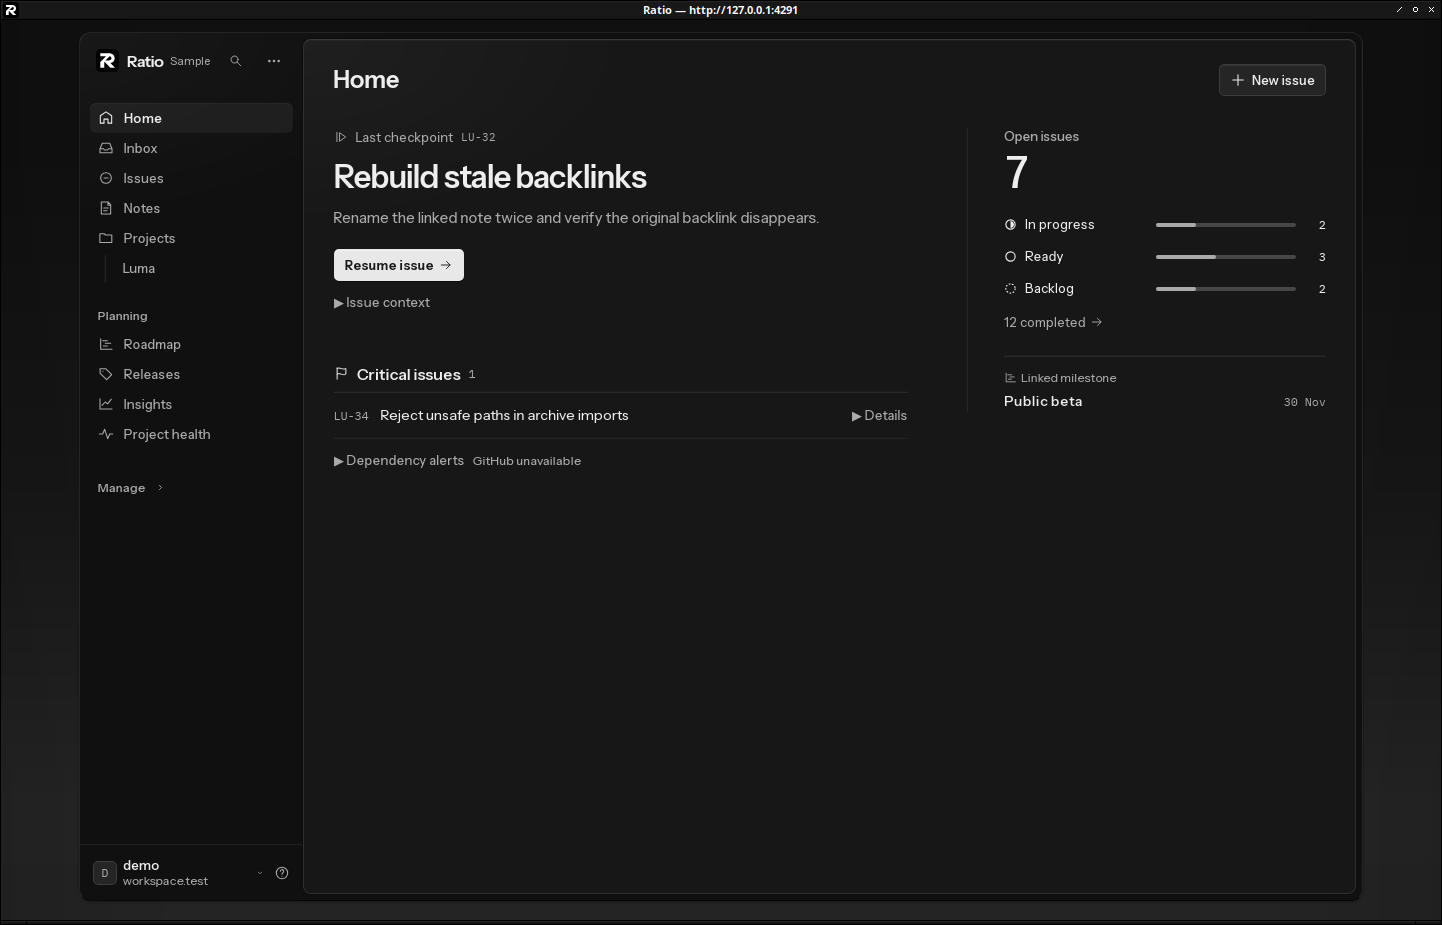 Ratio — http://127.0.0.1:4291
Ratio Sample
Home
Inbox
Issues
Notes
Projects
Luma
Planning
Roadmap
Releases
Insights
Project health
Manage
D
demo
workspace.test
Home
New issue
Last checkpoint LU-32
Rebuild stale backlinks
Rename the linked note twice and verify the original backlink disappears.
Resume issue →
▶ Issue context
Critical issues 1
LU-34 Reject unsafe paths in archive imports ▶ Details
▶ Dependency alerts GitHub unavailable
Open issues
7
In progress 2
Ready 3
Backlog 2
12 completed →
Linked milestone
Public beta 30 Nov